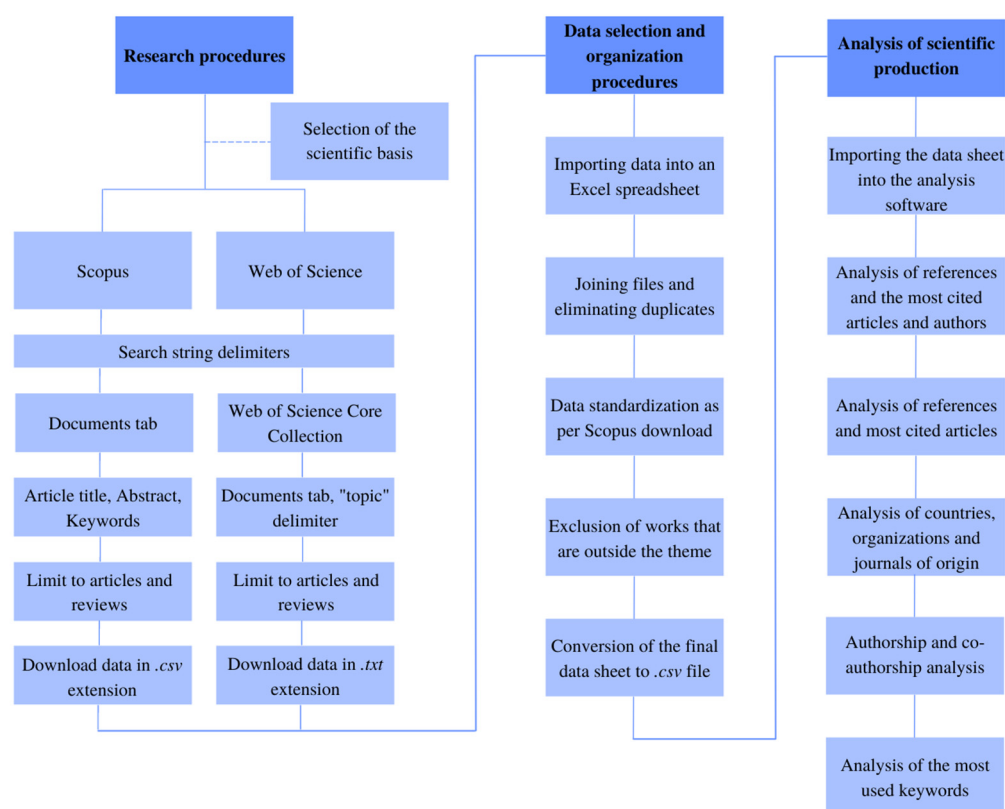 Research procedures
Selection of the
scientific basis
Scopus
Web of Science
Search string delimiters
Documents tab
Web of Science Core
Collection
Article title, Abstract,
Keywords
Documents tab, "topic"
delimiter
Limit to articles and
reviews
Limit to articles and
reviews
Download data in .csv
extension
Download data in .txt
extension
Data selection and
organization
procedures
Importing data into an
Excel spreadsheet
Joining files and
eliminating duplicates
Data standardization as
per Scopus download
Exclusion of works that
are outside the theme
Conversion of the final
data sheet to .csv file
Analysis of scientific
production
Importing the data sheet
into the analysis
software
Analysis of references
and the most cited
articles and authors
Analysis of references
and most cited articles
Analysis of countries,
organizations and
journals of origin
Authorship and co-
authorship analysis
Analysis of the most
used keywords